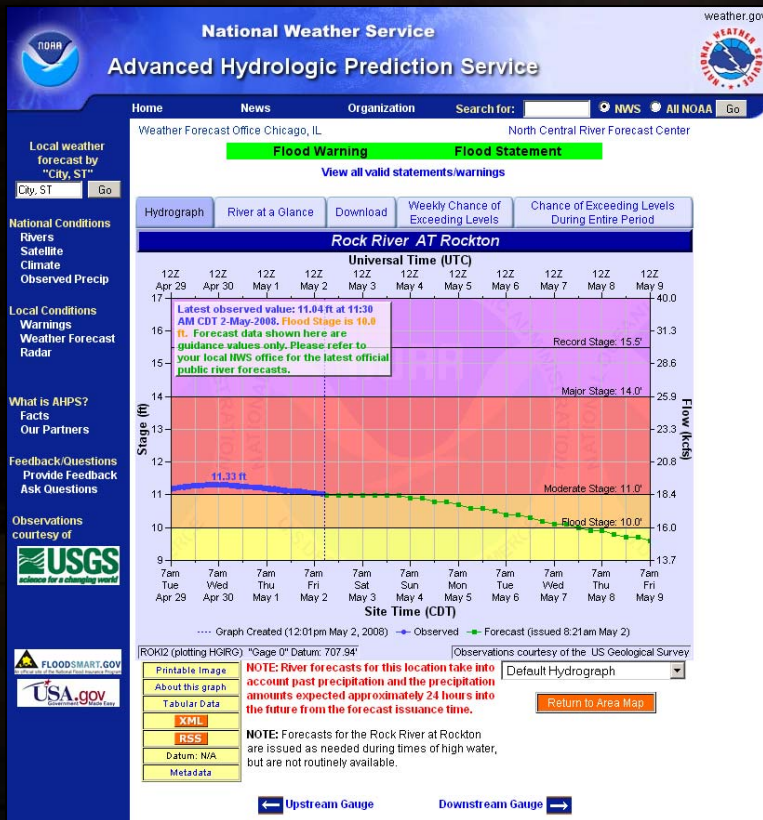 weather.gov
National Weather Service
NOAA
NATIONAL WEATHER SERVICE
Advanced Hydrologic Prediction Service
Home News Organization Search for: NWS All NOAA Go
Weather Forecast Office Chicago, IL North Central River Forecast Center
Flood Warning Flood Statement
View all valid statements/warnings
Local weather
forecast by
"City, ST"
City, ST Go
National Conditions
Rivers
Satellite
Climate
Observed Precip
Local Conditions
Warnings
Weather Forecast
Radar
What is AHPS?
Facts
Our Partners
Feedback/Questions
Provide Feedback
Ask Questions
Observations
courtesy of
USGS
science for a changing world
FLOODSMART.GOV
USA.gov
Government Made Easy
Hydrograph River at a Glance Download Weekly Chance of Exceeding Levels Chance of Exceeding Levels During Entire Period
Rock River AT Rockton
Universal Time (UTC)
12Z 12Z 12Z 12Z 12Z 12Z 12Z 12Z 12Z 12Z 12Z
Apr 29 Apr 30 May 1 May 2 May 3 May 4 May 5 May 6 May 7 May 8 May 9
Latest observed value: 11.04 ft at 11:30
AM CDT 2-May-2008. Flood Stage is 10.0
ft. Forecast data shown here are
guidance values only. Please refer to
your local NWS office for the latest official
public river forecasts.
Stage (ft)
17
16
15
14
13
12
11
10
9
Flow (kcfs)
40.0
31.3
28.6
25.9
23.3
20.8
18.4
16.0
13.7
Record Stage: 15.5'
Major Stage: 14.0'
11.33 ft
Moderate Stage: 11.0'
Flood Stage: 10.0'
7am 7am 7am 7am 7am 7am 7am 7am 7am 7am 7am
Tue Wed Thu Fri Sat Sun Mon Tue Wed Thu Fri
Apr 29 Apr 30 May 1 May 2 May 3 May 4 May 5 May 6 May 7 May 8 May 9
Site Time (CDT)
Graph Created (12:01pm May 2, 2008) Observed Forecast (issued 8:21am May 2)
ROKI2 (plotting HGIRG) "Gage 0" Datum: 707.94' Observations courtesy of the US Geological Survey
Printable Image
About this graph
Tabular Data
XML
RSS
Datum: N/A
Metadata
NOTE: River forecasts for this location take into
account past precipitation and the precipitation
amounts expected approximately 24 hours into
the future from the forecast issuance time.
NOTE: Forecasts for the Rock River at Rockton
are issued as needed during times of high water,
but are not routinely available.
Default Hydrograph
Return to Area Map
Upstream Gauge Downstream Gauge